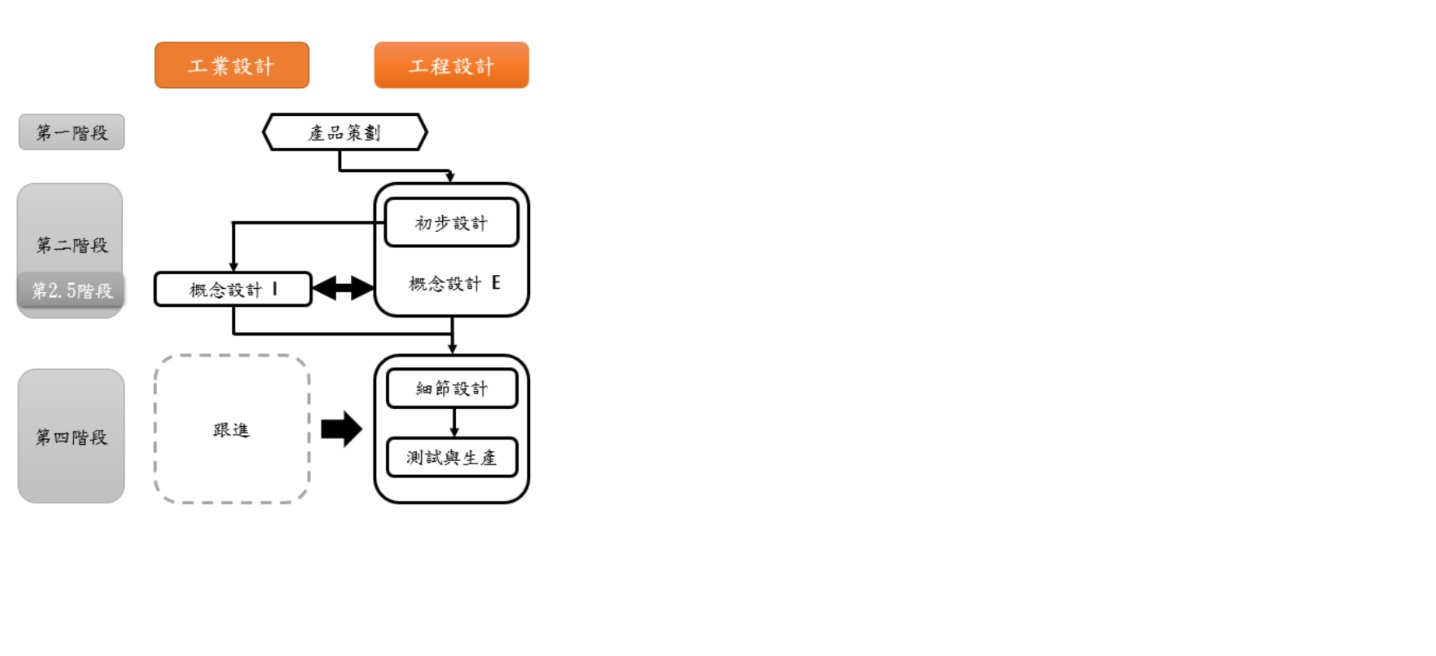 工業設計
工程設計
第一階段
產品策劃
第二階段
初步設計
第2.5階段
概念設計 I
概念設計 E
第四階段
跟進
細節設計
測試與生產